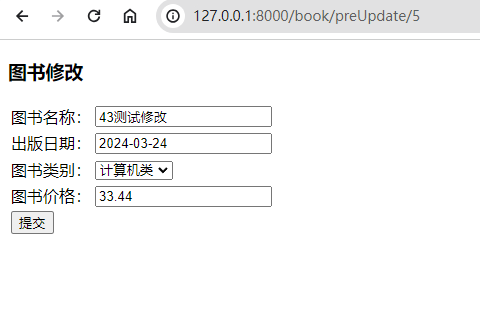 127.0.0.1:8000/book/preUpdate/5
图书修改
图书名称： 43测试修改
出版日期： 2024-03-24
图书类别： 计算机类
图书价格： 33.44
提交